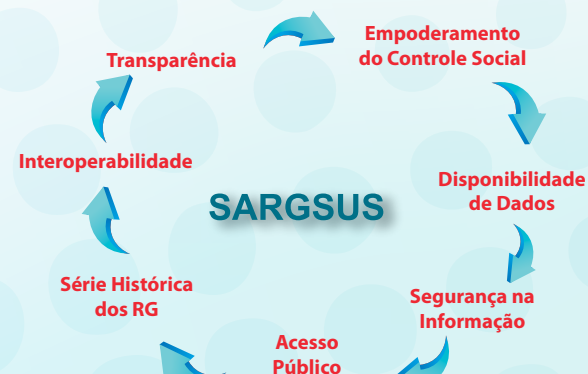 Empoderamento
do Controle Social
Transparência
Interoperabilidade
Disponibilidade
de Dados
SARGSUS
Série Histórica
dos RG
Segurança na
Informação
Acesso
Público